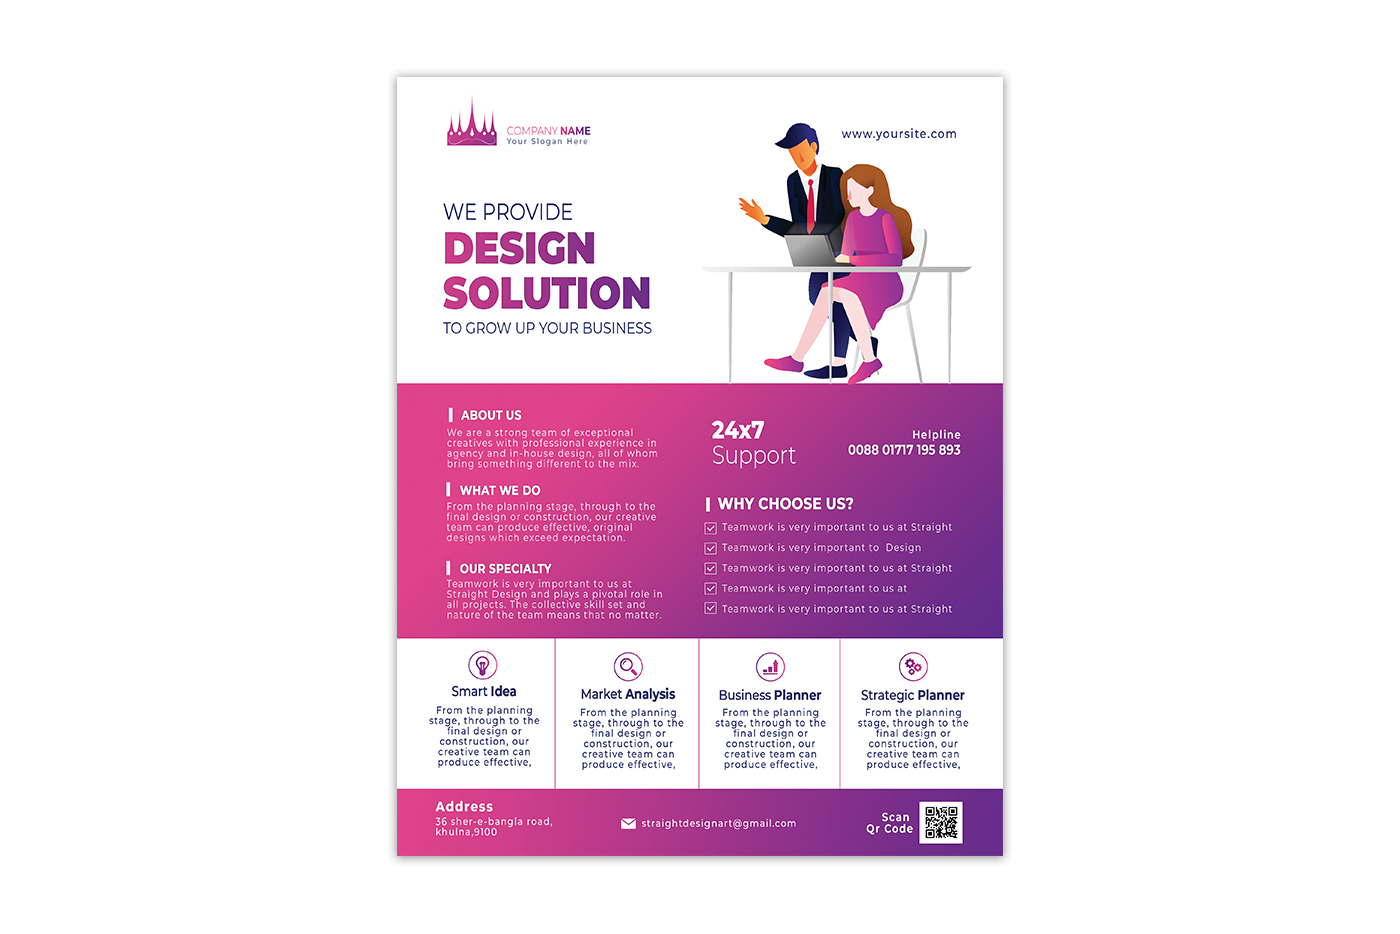 COMPANY NAME
Your Slogan Here
www.yoursite.com
WE PROVIDE
DESIGN
SOLUTION
TO GROW UP YOUR BUSINESS
ABOUT US
We are a strong team of exceptional
creatives with professional experience in
agency and in-house design, all of whom
bring something different to the mix.
WHAT WE DO
From the planning stage, through to the
final design or construction, our creative
team can produce effective, original
designs which exceed expectation.
OUR SPECIALTY
Teamwork is very important to us at
Straight Design and plays a pivotal role in
all projects. The collective skill set and
nature of the team means that no matter.
24x7
Support
Helpline
0088 01717 195 893
WHY CHOOSE US?
Teamwork is very important to us at Straight
Teamwork is very important to  Design
Teamwork is very important to us at Straight
Teamwork is very important to us at
Teamwork is very important to us at Straight
Smart Idea
From the planning
stage, through to the
final design or
construction, our
creative team can
produce effective,
Market Analysis
From the planning
stage, through to the
final design or
construction, our
creative team can
produce effective,
Business Planner
From the planning
stage, through to the
final design or
construction, our
creative team can
produce effective,
Strategic Planner
From the planning
stage, through to the
final design or
construction, our
creative team can
produce effective,
Address
36 sher-e-bangla road,
khulna,9100
straightdesignart@gmail.com
Scan
Qr Code